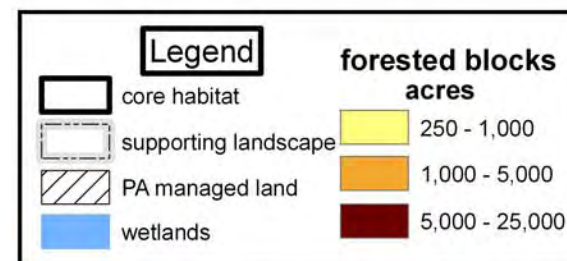 Legend
core habitat
supporting landscape
PA managed land
wetlands
forested blocks
acres
250 - 1,000
1,000 - 5,000
5,000 - 25,000